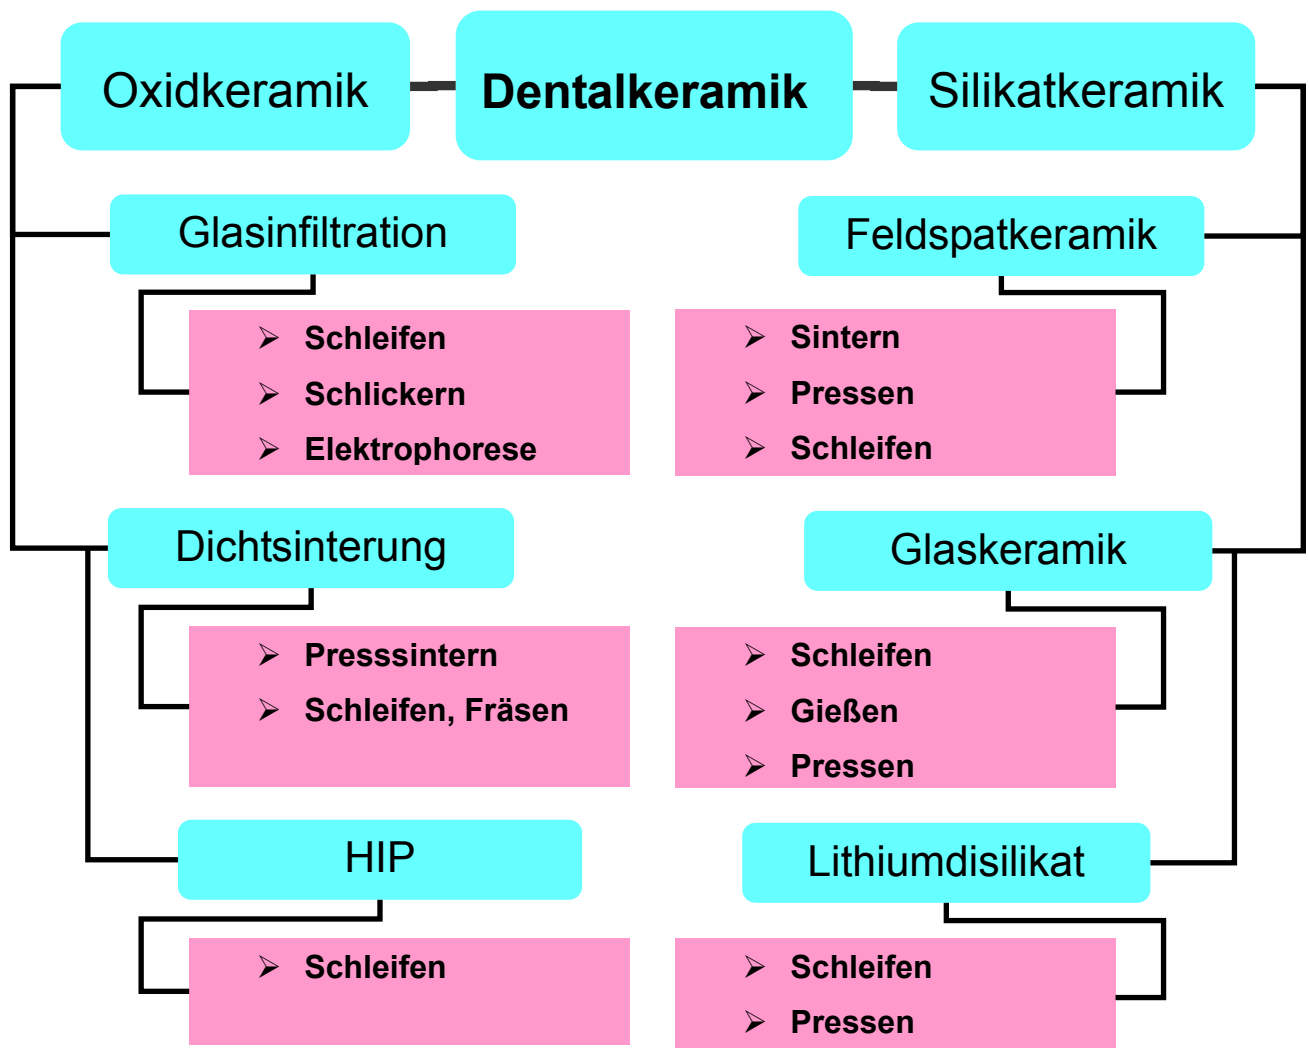 Oxidkeramik
Dentalkeramik
Silikatkeramik
Glasinfiltration
➢ Schleifen
➢ Schlickern
➢ Elektrophorese
Feldspatkeramik
➢ Sintern
➢ Pressen
➢ Schleifen
Dichtsinterung
➢ Presssintern
➢ Schleifen, Fräsen
Glaskeramik
➢ Schleifen
➢ Gießen
➢ Pressen
HIP
➢ Schleifen
Lithiumdisilikat
➢ Schleifen
➢ Pressen